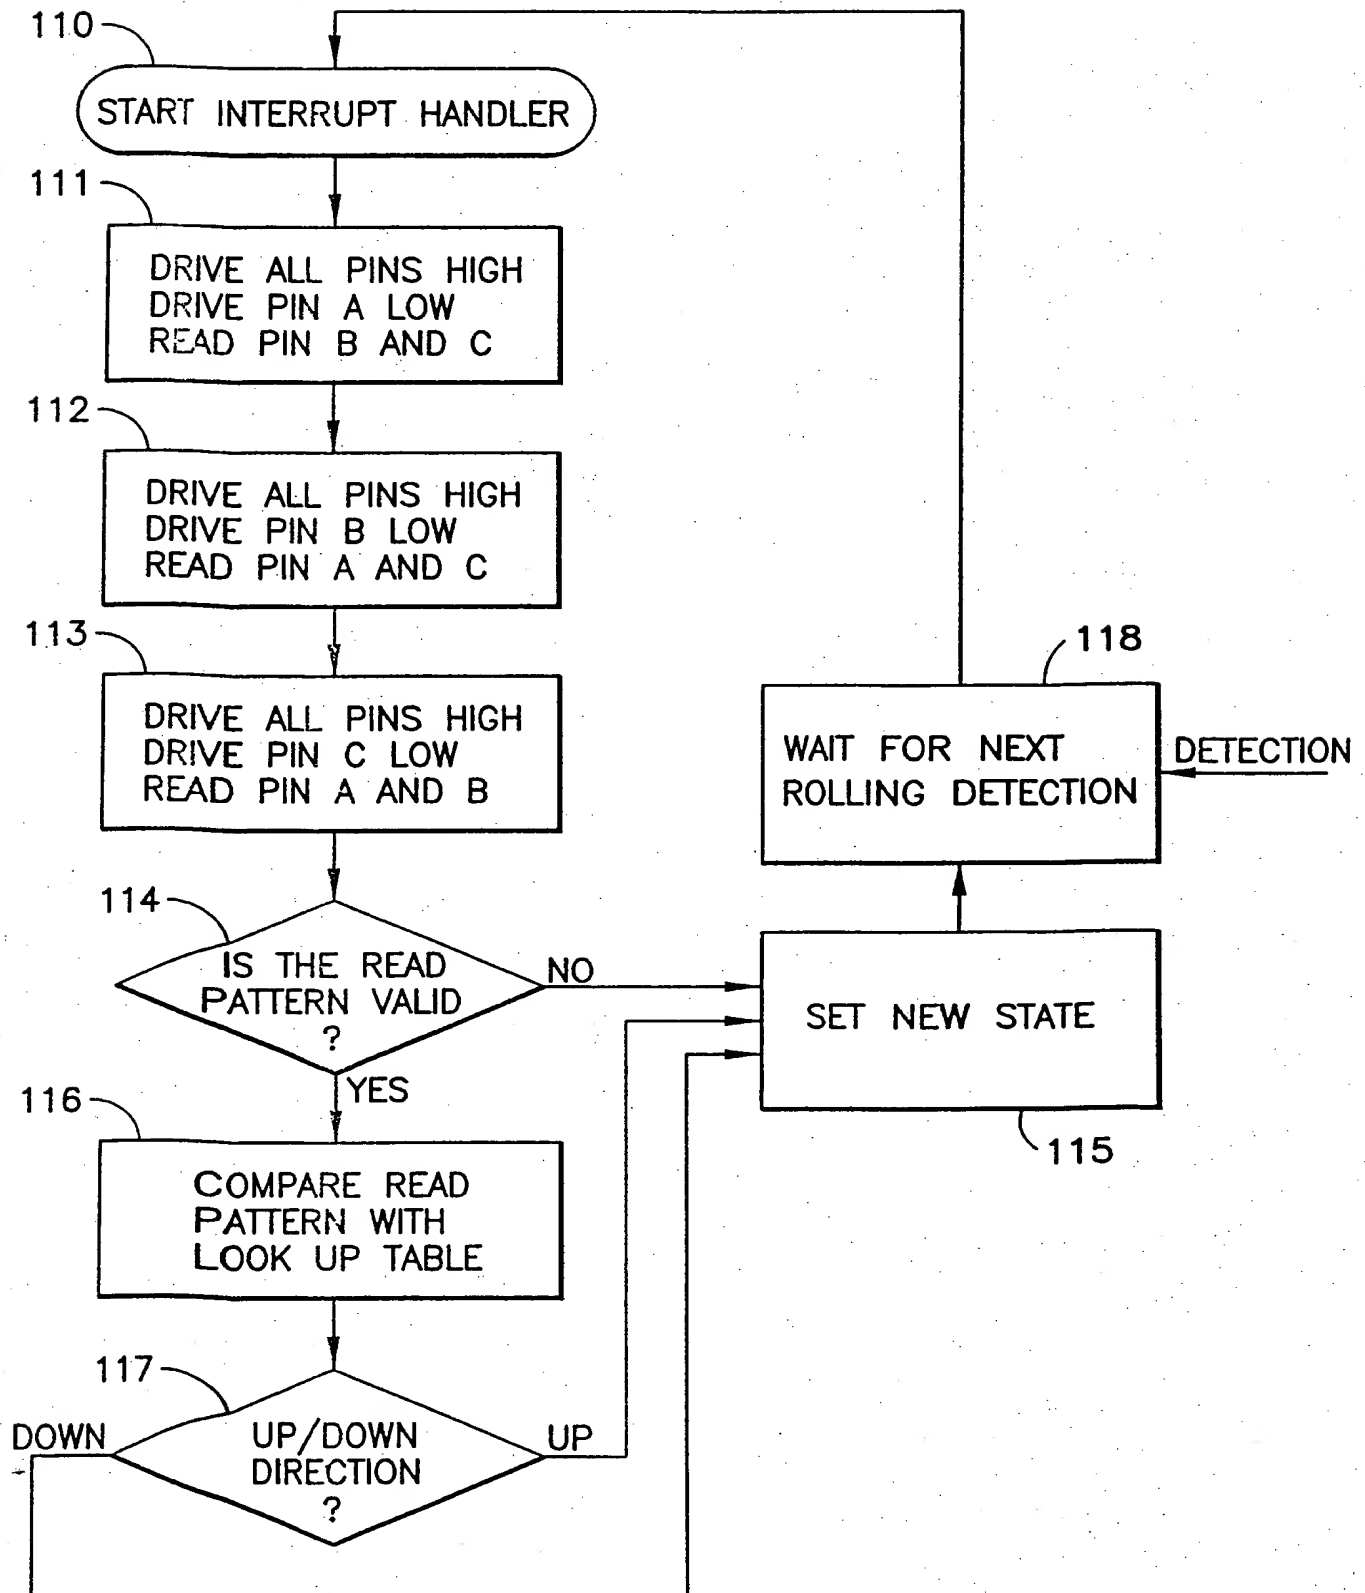 110
START INTERRUPT HANDLER
111
DRIVE ALL PINS HIGH
DRIVE PIN A LOW
READ PIN B AND C
112
DRIVE ALL PINS HIGH
DRIVE PIN B LOW
READ PIN A AND C
113
DRIVE ALL PINS HIGH
DRIVE PIN C LOW
READ PIN A AND B
118
WAIT FOR NEXT
ROLLING DETECTION
DETECTION
114
IS THE READ
PATTERN VALID
?
NO
YES
SET NEW STATE
115
116
COMPARE READ
PATTERN WITH
LOOK UP TABLE
117
DOWN
UP/DOWN
DIRECTION
?
UP